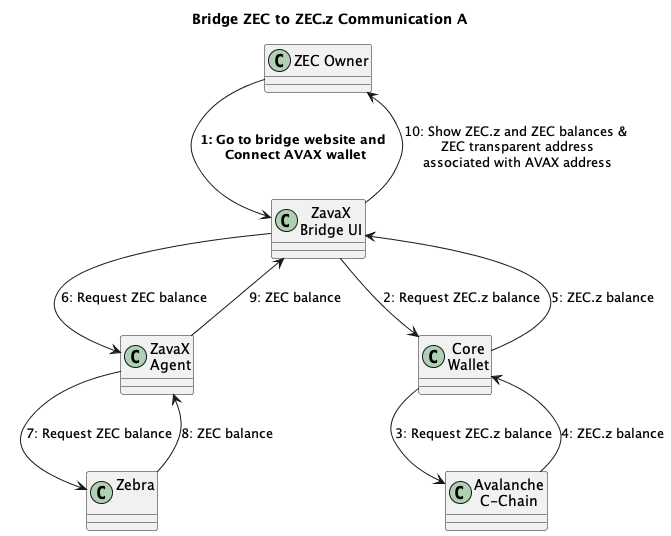 Bridge ZEC to ZEC.z Communication A
C ZEC Owner
1: Go to bridge website and
Connect AVAX wallet
10: Show ZEC.z and ZEC balances &
ZEC transparent address
associated with AVAX address
C ZavaX
Bridge UI
6: Request ZEC balance
9: ZEC balance
2: Request ZEC.z balance
5: ZEC.z balance
C ZavaX
Agent
C Core
Wallet
7: Request ZEC balance
8: ZEC balance
3: Request ZEC.z balance
4: ZEC.z balance
C Zebra
C Avalanche
C-Chain